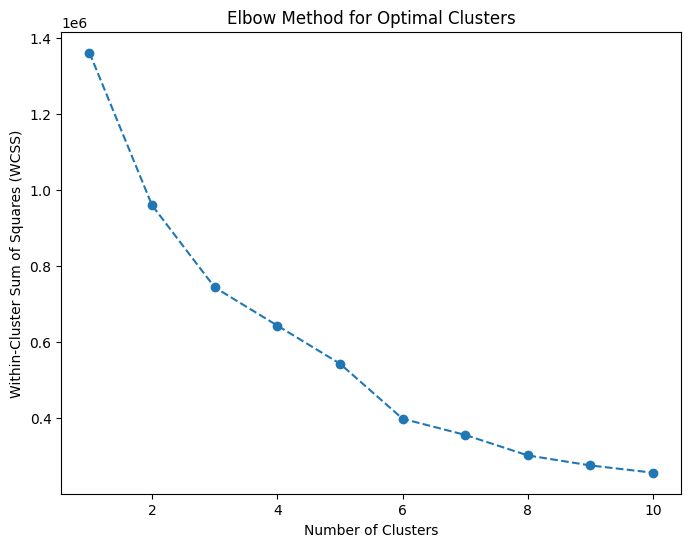 Elbow Method for Optimal Clusters
1e6
1.4
1.2
1.0
0.8
0.6
0.4
Within-Cluster Sum of Squares (WCSS)
2 4 6 8 10
Number of Clusters